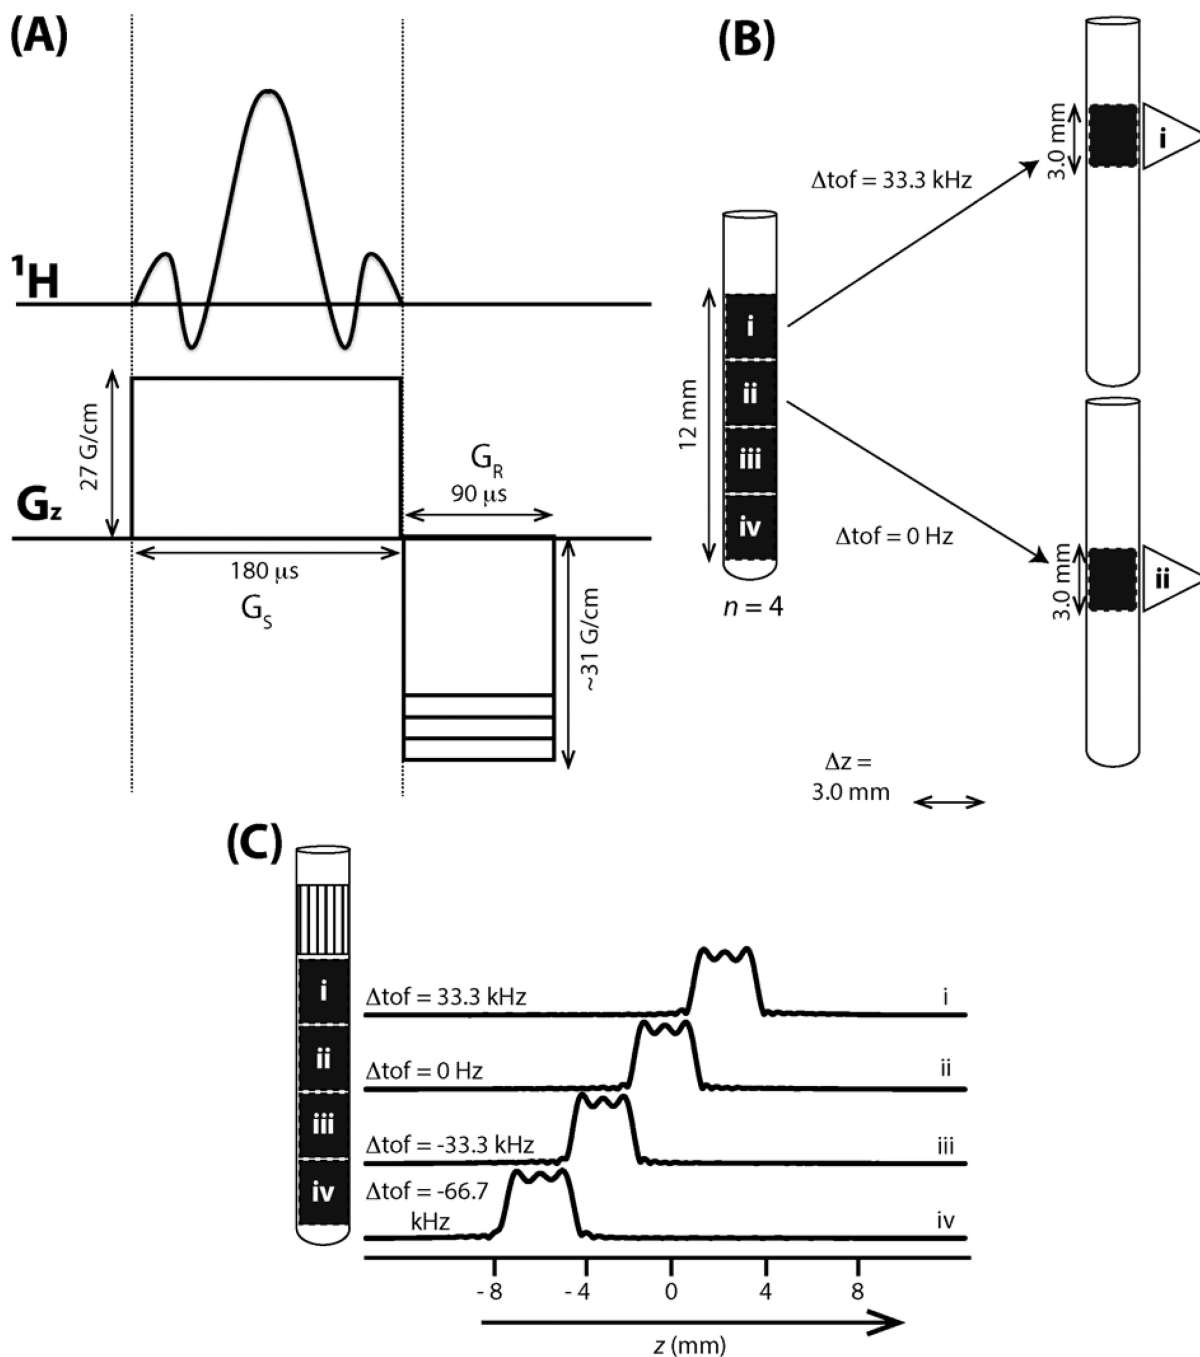 (A)
¹H
27 G/cm
Gz
180 μs
GS
GR
90 μs
~31 G/cm
(B)
i
ii
iii
iv
12 mm
n = 4
Δtof = 33.3 kHz
Δtof = 0 Hz
3.0 mm
i
3.0 mm
ii
Δz =
3.0 mm
(C)
i
ii
iii
iv
Δtof = 33.3 kHz
i
Δtof = 0 Hz
ii
Δtof = -33.3 kHz
iii
Δtof = -66.7
kHz
iv
-8 -4 0 4 8
z (mm)